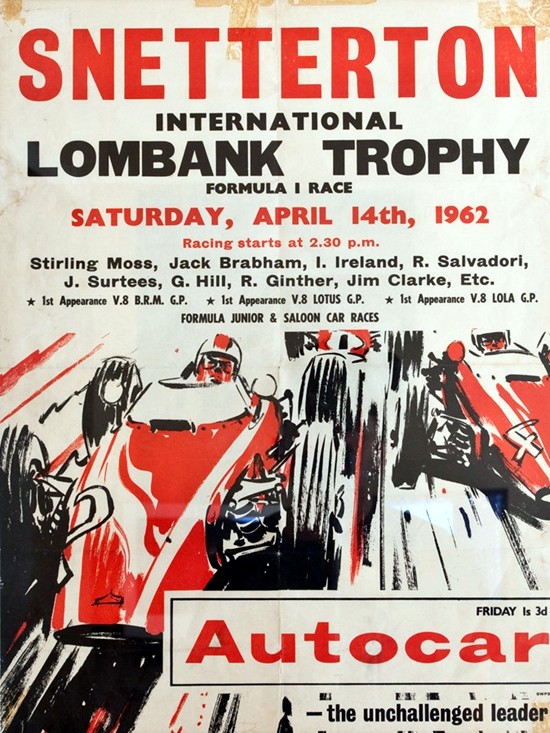 SNETTERTON
INTERNATIONAL
LOMBANK TROPHY
FORMULA I RACE
SATURDAY, APRIL 14th, 1962
Racing starts at 2.30 p.m.
Stirling Moss, Jack Brabham, I. Ireland, R. Salvadori,
J. Surtees, G. Hill, R. Ginther, Jim Clarke, Etc.
★ 1st Appearance V.8 B.R.M. G.P. ★ 1st Appearance V.8 LOTUS G.P. ★ 1st Appearance V.8 LOLA G.P.
FORMULA JUNIOR & SALOON CAR RACES
4
FRIDAY 1s 3d
Autocar
— the unchallenged leader